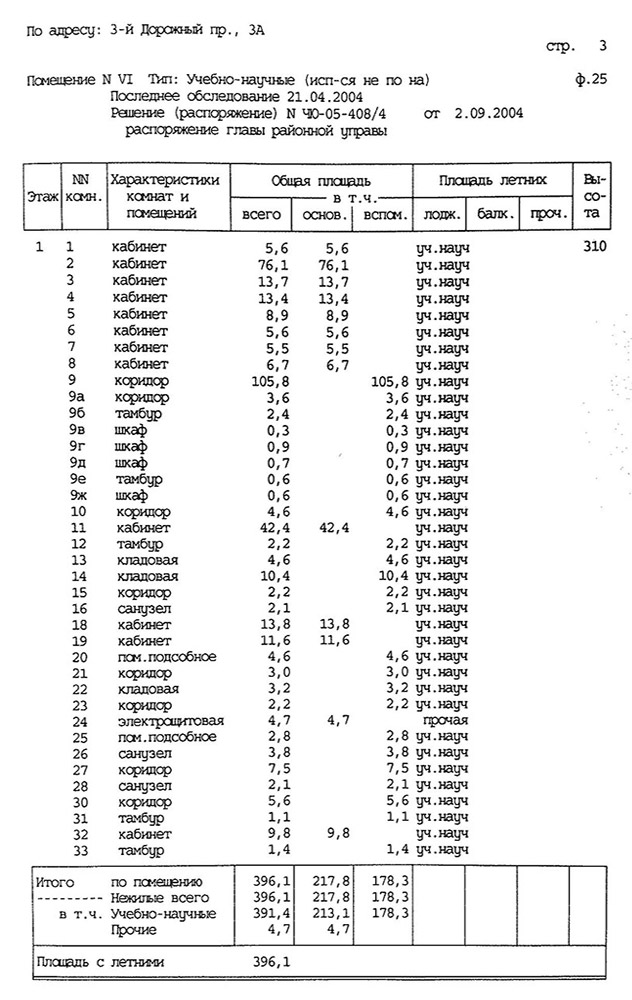 По адресу: 3-й Дорожный пр., 3А
стр. 3
Помещение N VI Тип: Учебно-научные (исп-ся не по на) ф.25
Последнее обследование 21.04.2004
Решение (распоряжение) N ЧЮ-05-408/4 от 2.09.2004
распоряжение главы районной управы
Этаж NN комн. Характеристики комнат и помещений Общая площадь Площадь летних Вы-со-та
в т.ч.
всего основ. вспом. лодж. балк. проч.
1 1 кабинет 5,6 5,6 уч.науч 310
2 кабинет 76,1 76,1 уч.науч
3 кабинет 13,7 13,7 уч.науч
4 кабинет 13,4 13,4 уч.науч
5 кабинет 8,9 8,9 уч.науч
6 кабинет 5,6 5,6 уч.науч
7 кабинет 5,5 5,5 уч.науч
8 кабинет 6,7 6,7 уч.науч
9 коридор 105,8 105,8 уч.науч
9а коридор 3,6 3,6 уч.науч
9б тамбур 2,4 2,4 уч.науч
9в шкаф 0,3 0,3 уч.науч
9г шкаф 0,9 0,9 уч.науч
9д шкаф 0,7 0,7 уч.науч
9е тамбур 0,6 0,6 уч.науч
9ж шкаф 0,6 0,6 уч.науч
10 коридор 4,6 4,6 уч.науч
11 кабинет 42,4 42,4 уч.науч
12 тамбур 2,2 2,2 уч.науч
13 кладовая 4,6 4,6 уч.науч
14 кладовая 10,4 10,4 уч.науч
15 коридор 2,2 2,2 уч.науч
16 санузел 2,1 2,1 уч.науч
18 кабинет 13,8 13,8 уч.науч
19 кабинет 11,6 11,6 уч.науч
20 пом.подсобное 4,6 4,6 уч.науч
21 коридор 3,0 3,0 уч.науч
22 кладовая 3,2 3,2 уч.науч
23 коридор 2,2 2,2 уч.науч
24 электрощитовая 4,7 4,7 прочая
25 пом.подсобное 2,8 2,8 уч.науч
26 санузел 3,8 3,8 уч.науч
27 коридор 7,5 7,5 уч.науч
28 санузел 2,1 2,1 уч.науч
30 коридор 5,6 5,6 уч.науч
31 тамбур 1,1 1,1 уч.науч
32 кабинет 9,8 9,8 уч.науч
33 тамбур 1,4 1,4 уч.науч
Итого по помещению 396,1 217,8 178,3
--------- Нежилые всего 396,1 217,8 178,3
в т.ч. Учебно-научные 391,4 213,1 178,3
Прочие 4,7 4,7
Площадь с летними 396,1